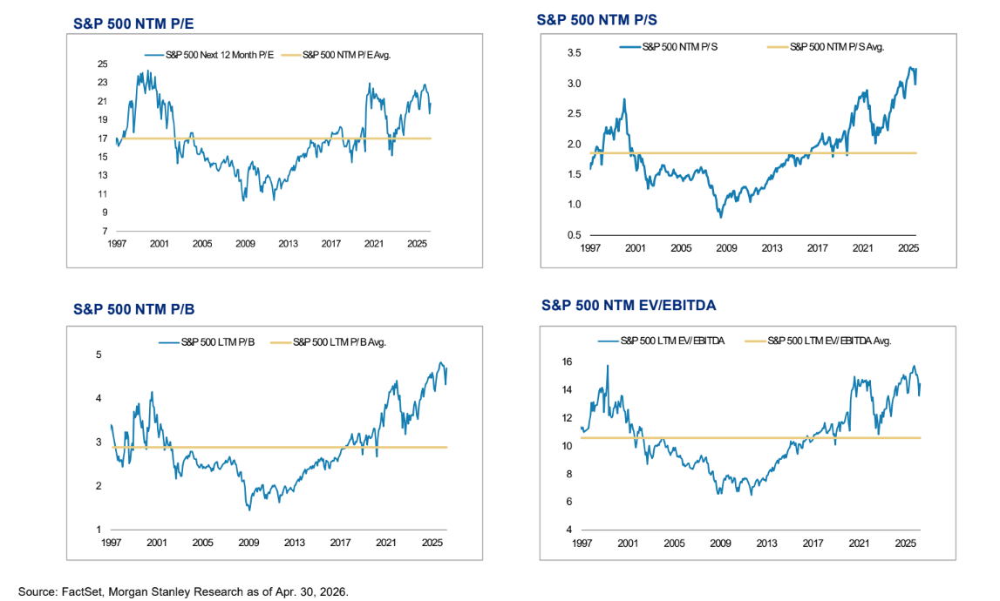 S&P 500 NTM P/E
S&P 500 Next 12 Month P/E S&P 500 NTM P/E Avg.
25
23
21
19
17
15
13
11
9
7
1997 2001 2005 2009 2013 2017 2021 2025
S&P 500 NTM P/S
S&P 500 NTM P/S S&P 500 NTM P/S Avg.
3.5
3.0
2.5
2.0
1.5
1.0
0.5
1997 2001 2005 2009 2013 2017 2021 2025
S&P 500 NTM P/B
S&P 500 LTM P/B S&P 500 LTM P/B Avg.
5
4
3
2
1
1997 2001 2005 2009 2013 2017 2021 2025
S&P 500 NTM EV/EBITDA
S&P 500 LTM EV/EBITDA S&P 500 LTM EV/EBITDA Avg.
16
14
12
10
8
6
4
1997 2001 2005 2009 2013 2017 2021 2025
Source: FactSet, Morgan Stanley Research as of Apr. 30, 2026.